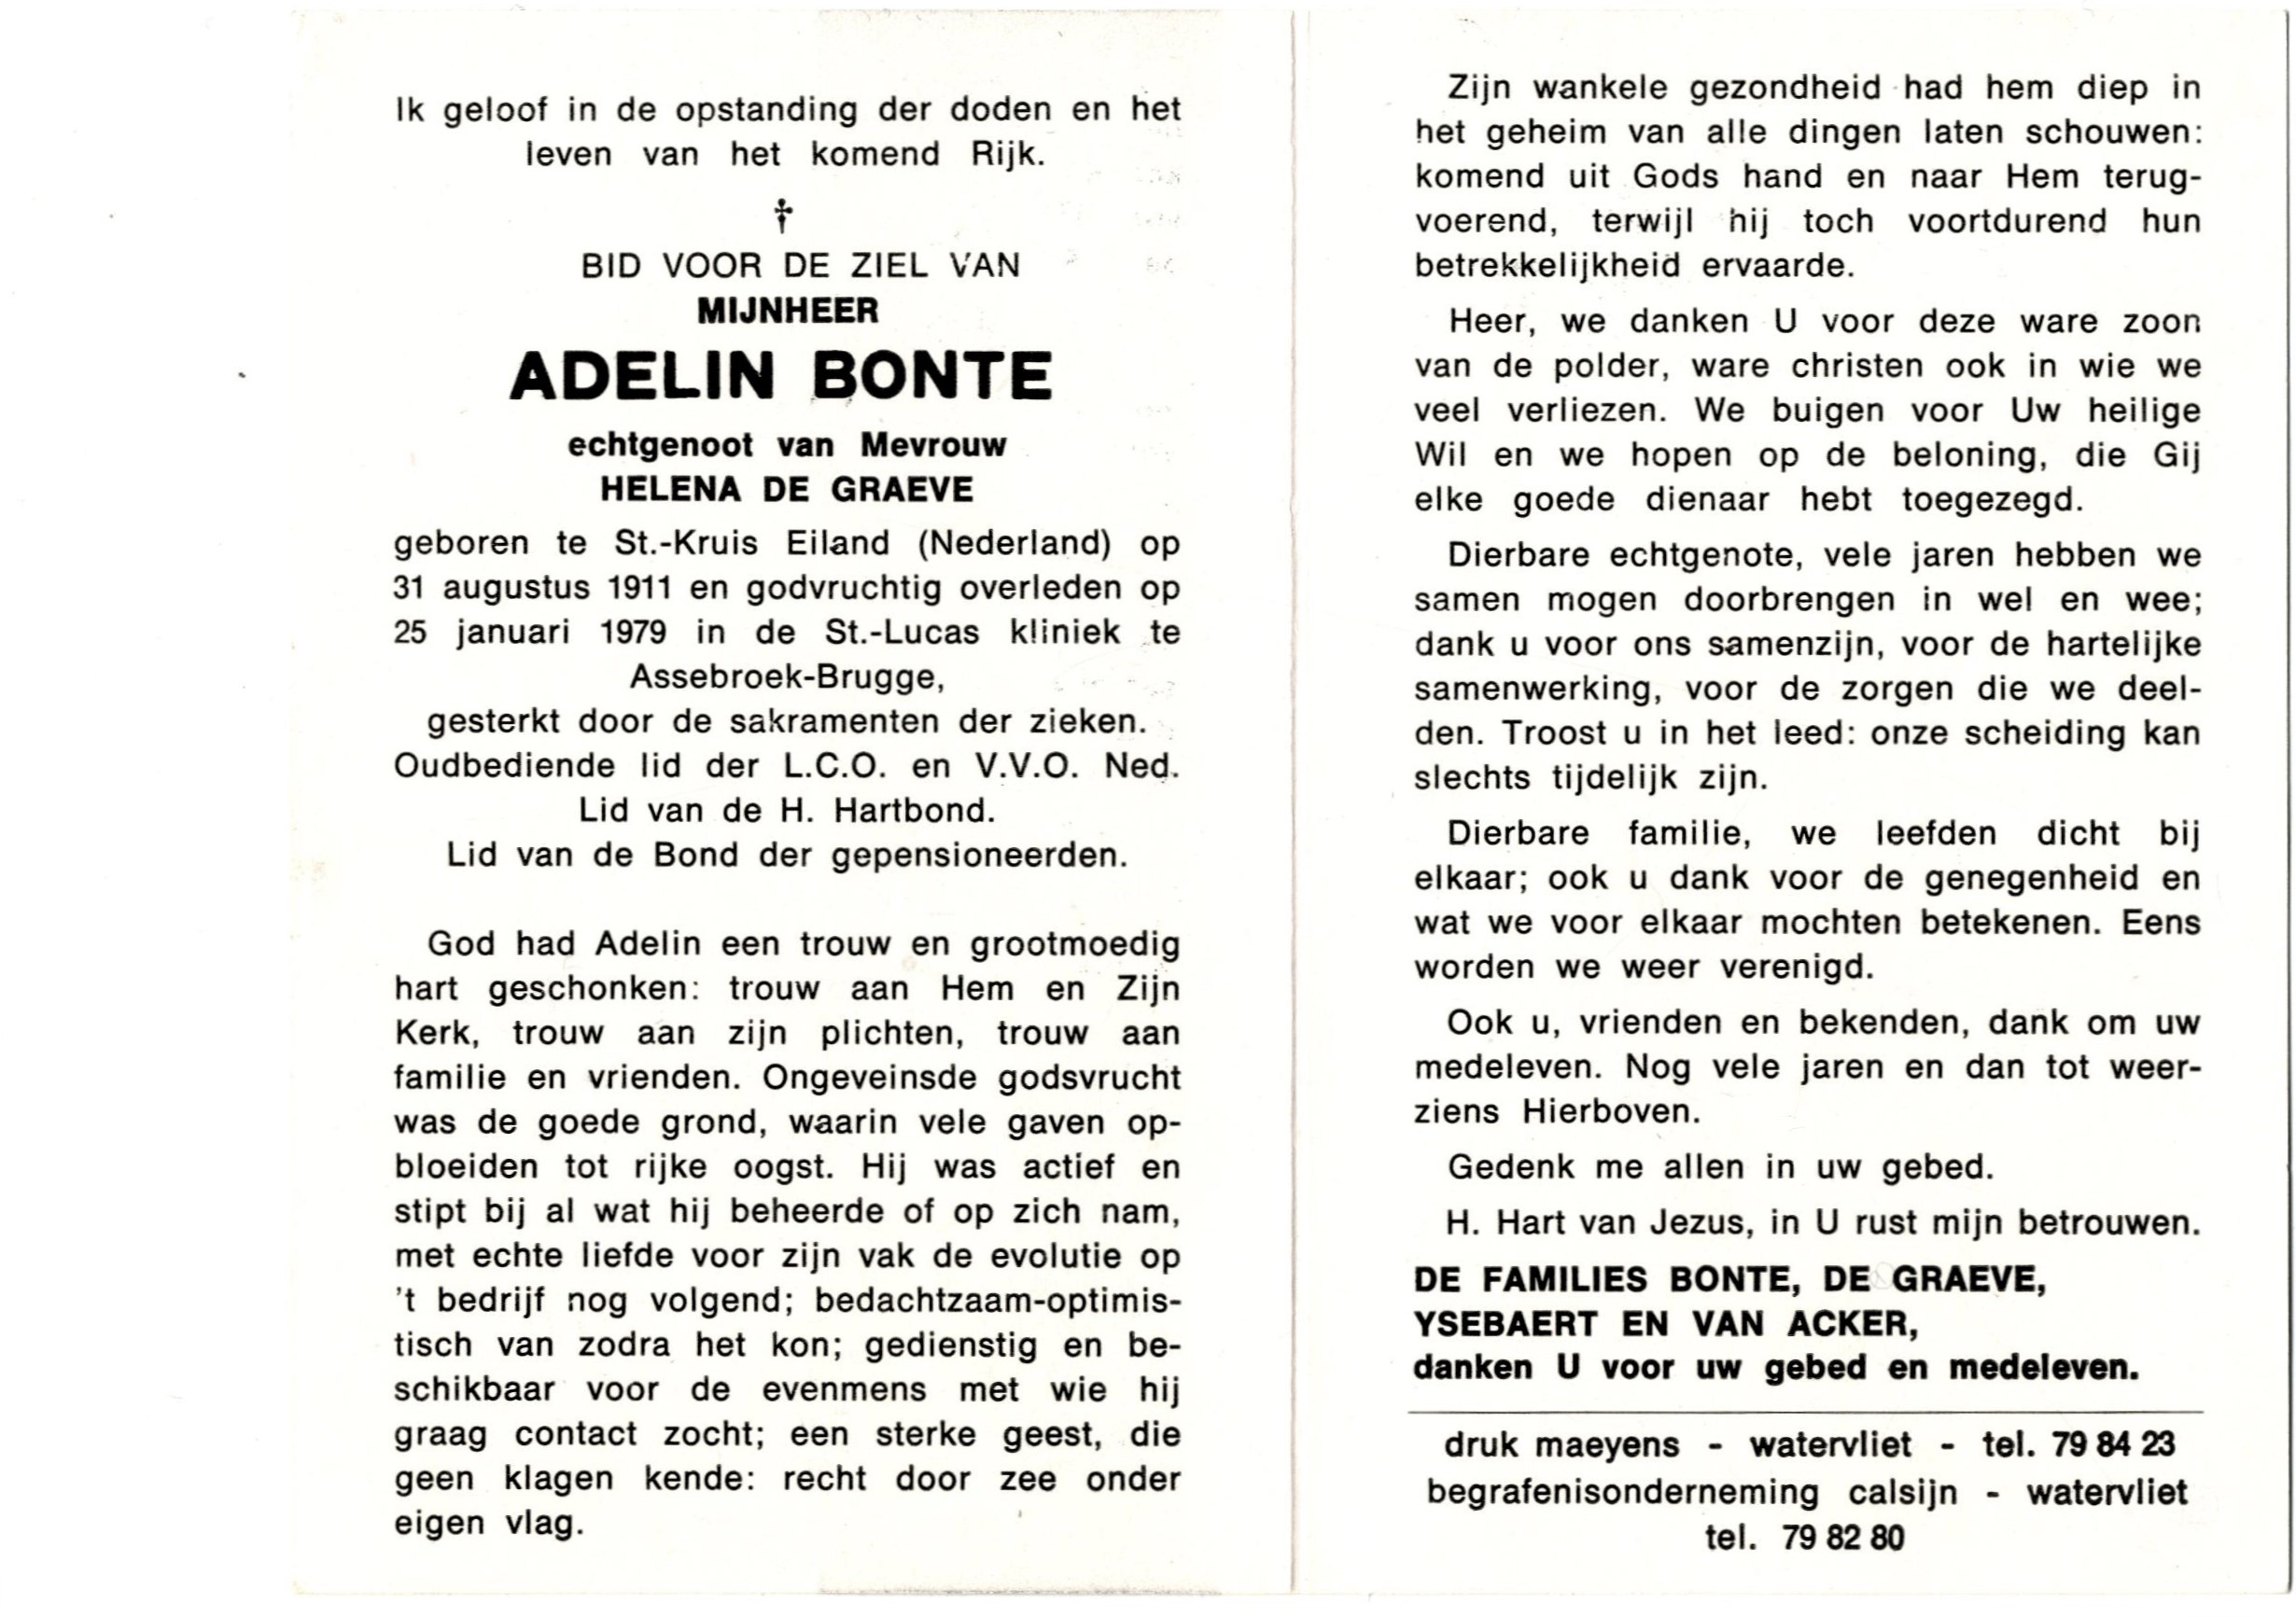 Ik geloof in de opstanding der doden en het
leven van het komend Rijk.
†
BID VOOR DE ZIEL VAN
MIJNHEER
ADELIN BONTE
echtgenoot van Mevrouw
HELENA DE GRAEVE
geboren te St.-Kruis Eiland (Nederland) op
31 augustus 1911 en godvruchtig overleden op
25 januari 1979 in de St.-Lucas kliniek te
Assebroek-Brugge,
gesterkt door de sakramenten der zieken.
Oudbediende lid der L.C.O. en V.V.O. Ned.
Lid van de H. Hartbond.
Lid van de Bond der gepensioneerden.
God had Adelin een trouw en grootmoedig
hart geschonken: trouw aan Hem en Zijn
Kerk, trouw aan zijn plichten, trouw aan
familie en vrienden. Ongeveinsde godsvrucht
was de goede grond, waarin vele gaven op-
bloeiden tot rijke oogst. Hij was actief en
stipt bij al wat hij beheerde of op zich nam,
met echte liefde voor zijn vak de evolutie op
't bedrijf nog volgend; bedachtzaam-optimis-
tisch van zodra het kon; gedienstig en be-
schikbaar voor de evenmens met wie hij
graag contact zocht; een sterke geest, die
geen klagen kende: recht door zee onder
eigen vlag.
Zijn wankele gezondheid had hem diep in
het geheim van alle dingen laten schouwen:
komend uit Gods hand en naar Hem terug-
voerend, terwijl hij toch voortdurend hun
betrekkelijkheid ervaarde.
Heer, we danken U voor deze ware zoon
van de polder, ware christen ook in wie we
veel verliezen. We buigen voor Uw heilige
Wil en we hopen op de beloning, die Gij
elke goede dienaar hebt toegezegd.
Dierbare echtgenote, vele jaren hebben we
samen mogen doorbrengen in wel en wee;
dank u voor ons samenzijn, voor de hartelijke
samenwerking, voor de zorgen die we deel-
den. Troost u in het leed: onze scheiding kan
slechts tijdelijk zijn.
Dierbare familie, we leefden dicht bij
elkaar; ook u dank voor de genegenheid en
wat we voor elkaar mochten betekenen. Eens
worden we weer verenigd.
Ook u, vrienden en bekenden, dank om uw
medeleven. Nog vele jaren en dan tot weer-
ziens Hierboven.
Gedenk me allen in uw gebed.
H. Hart van Jezus, in U rust mijn betrouwen.
DE FAMILIES BONTE, DE GRAEVE,
YSEBAERT EN VAN ACKER,
danken U voor uw gebed en medeleven.
druk maeyens - watervliet - tel. 79 84 23
begrafenisonderneming calsijn - watervliet
tel. 79 82 80